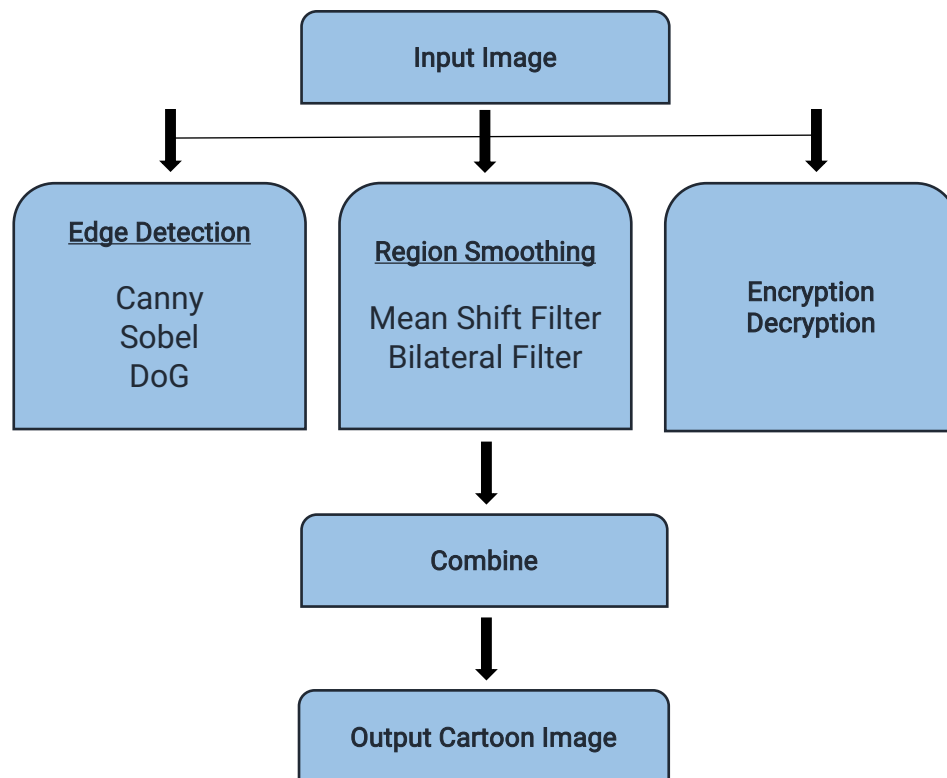 Input Image
Edge Detection
Canny
Sobel
DoG
Region Smoothing
Mean Shift Filter
Bilateral Filter
Encryption
Decryption
Combine
Output Cartoon Image